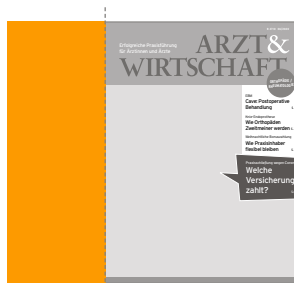 Erfolgreiche Praxisführung
für Ärztinnen und Ärzte
ARZT&
WIRTSCHAFT
Cave: Postoperative
Behandlung
Wie Orthopäden
Zweitmeiner werden
Wie Praxisinhaber
flexibel bleiben
Welche
Versicherung
zahlt?